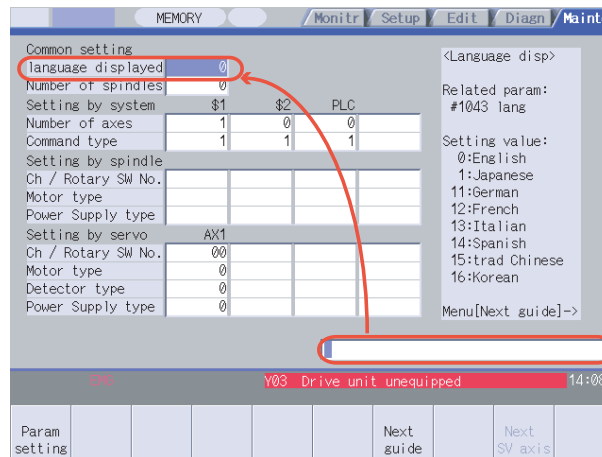 MEMORY Monitr Setup Edit Diagn Maint
Common setting
language displayed 0
Number of spindles 0
Setting by system $1 $2 PLC
Number of axes 1 0 0
Command type 1 1 1
Setting by spindle
Ch / Rotary SW No.
Motor type
Power Supply type
Setting by servo AX1
Ch / Rotary SW No. 00
Motor type 0
Detector type 0
Power Supply type 0
<Language disp>
Related param:
#1043 lang
Setting value:
0:English
1:Japanese
11:German
12:French
13:Italian
14:Spanish
15:trad Chinese
16:Korean
Menu[Next guide]->
Y03 Drive unit unequipped 14:08
Param setting
Next guide
Next SV axis